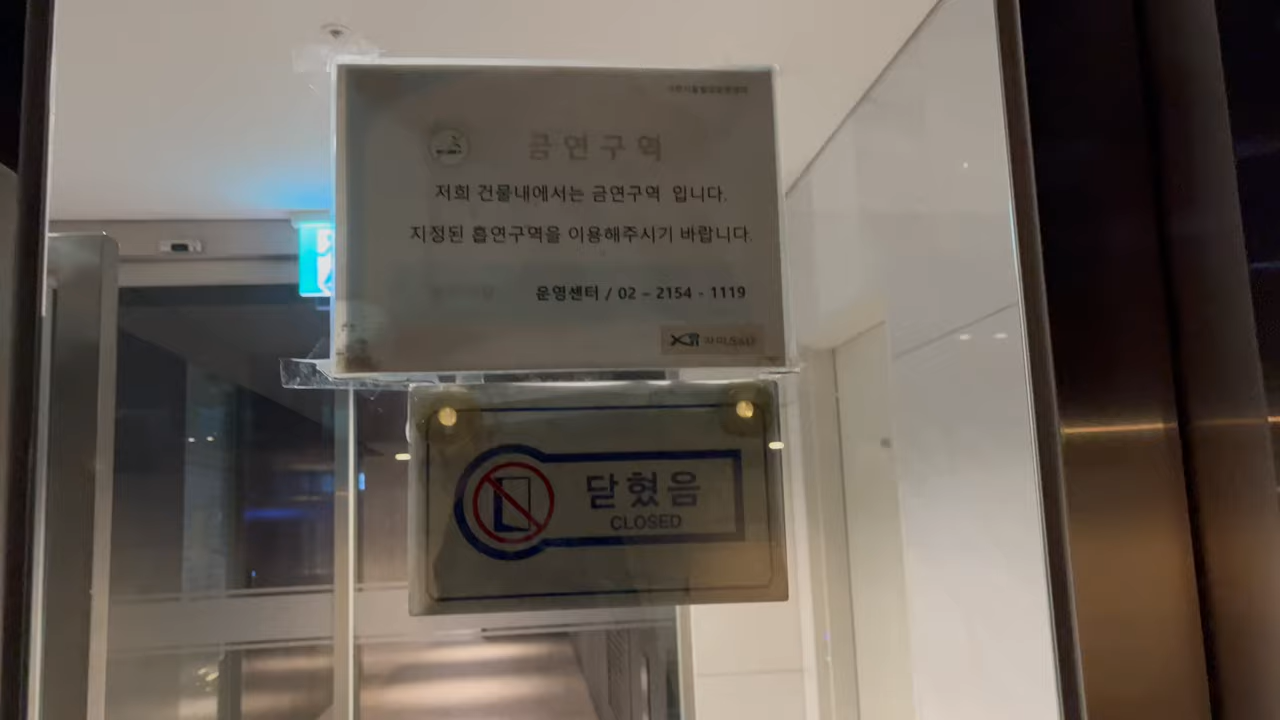 금연구역
저희 건물내에서는 금연구역 입니다.
지정된 흡연구역을 이용해주시기 바랍니다.
운영센터 / 02 - 2154 - 1119
닫혔음
CLOSED